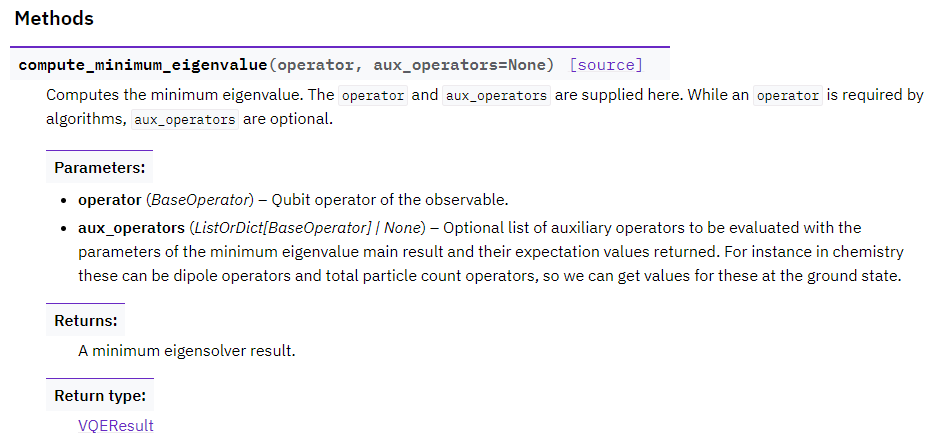 Methods
compute_minimum_eigenvalue(operator, aux_operators=None) [source]
Computes the minimum eigenvalue. The operator and aux_operators are supplied here. While an operator is required by
algorithms, aux_operators are optional.
Parameters:
• operator (BaseOperator) – Qubit operator of the observable.
• aux_operators (ListOrDict[BaseOperator] | None) – Optional list of auxiliary operators to be evaluated with the
parameters of the minimum eigenvalue main result and their expectation values returned. For instance in chemistry
these can be dipole operators and total particle count operators, so we can get values for these at the ground state.
Returns:
A minimum eigensolver result.
Return type:
VQEResult